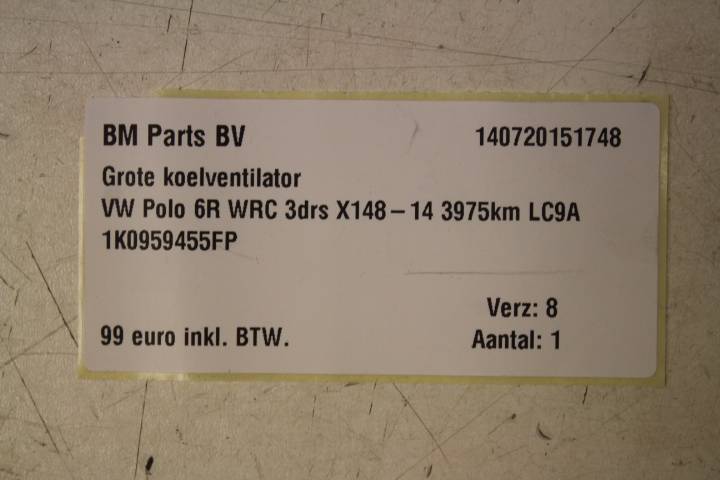 BM Parts BV 140720151748
Grote koelventilator
VW Polo 6R WRC 3drs X148-14 3975km LC9A
1K0959455FP
Verz: 8
99 euro inkl. BTW. Aantal: 1